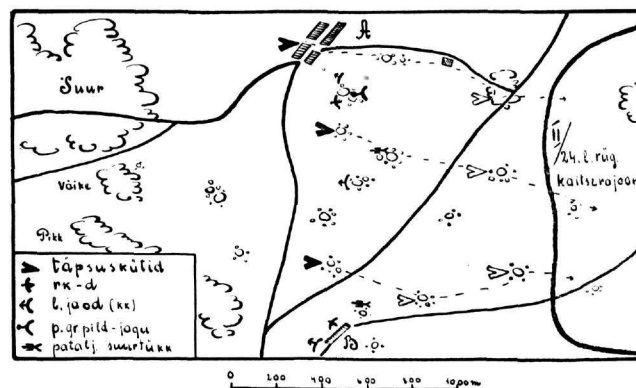 A
Suur
II
24. l. rüg.
kaitserajoon
Väike
Pikk
täpsuskütid
rk-d
l. jaod (kk)
p. gr. pild-jagu
patalj. suurtükk
B
0 200 400 600 800 1000 m